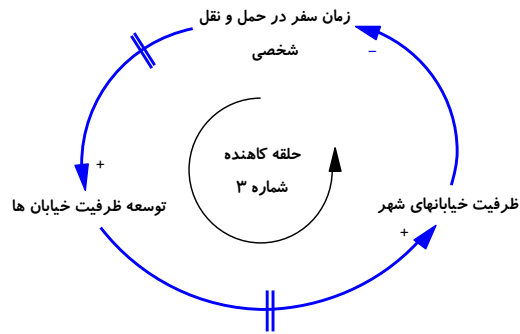 زمان سفر در حمل و نقل
شخصی
–
+
حلقه کاهنده
شماره ۳
توسعه ظرفیت خیابان ها
ظرفیت خیابانهای شهر
+